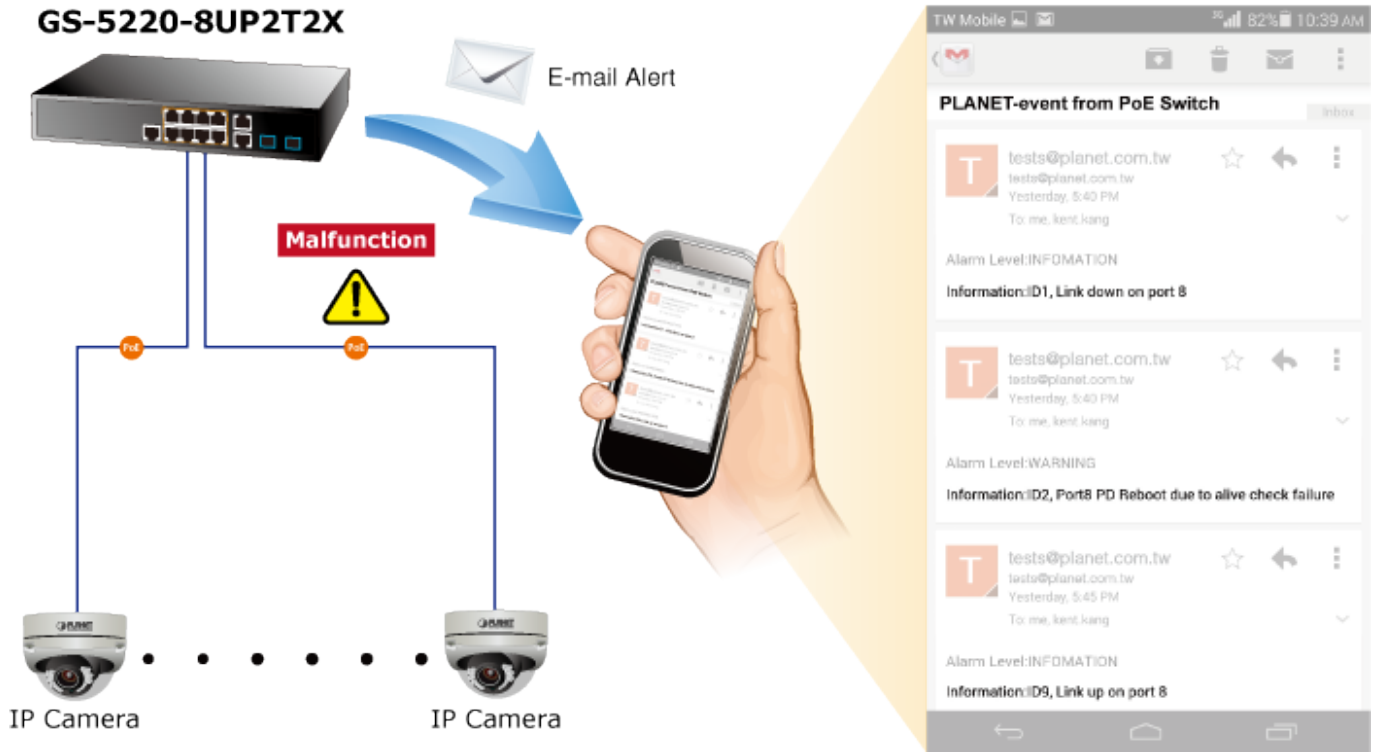 GS-5220-8UP2T2X
E-mail Alert
Malfunction
PoE
PoE
PLANET
PLANET
IP Camera
IP Camera
TW Mobile 3G 82% 10:39 AM
PLANET-event from PoE Switch
Inbox
T
tests@planet.com.tw
tests@planet.com.tw
Yesterday, 5:40 PM
To: me, kent.kang
Alarm Level:INFOMATION
Information:ID1, Link down on port 8
T
tests@planet.com.tw
tests@planet.com.tw
Yesterday, 5:40 PM
To: me, kent.kang
Alarm Level:WARNING
Information:ID2, Port8 PD Reboot due to alive check failure
T
tests@planet.com.tw
tests@planet.com.tw
Yesterday, 5:45 PM
To: me, kent.kang
Alarm Level:INFOMATION
Information:ID9, Link up on port 8